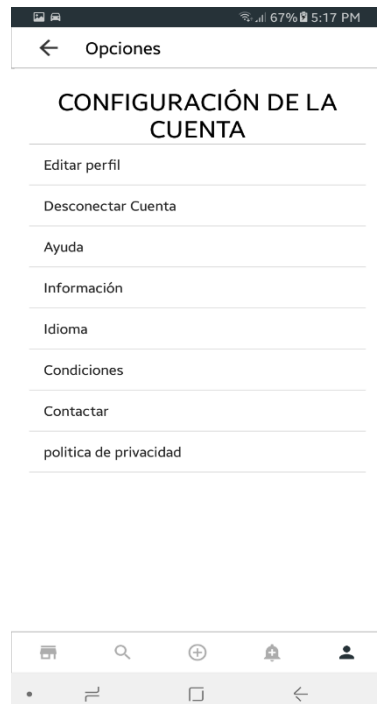 67% 5:17 PM
Opciones
CONFIGURACIÓN DE LA
CUENTA
Editar perfil
Desconectar Cuenta
Ayuda
Información
Idioma
Condiciones
Contactar
politica de privacidad